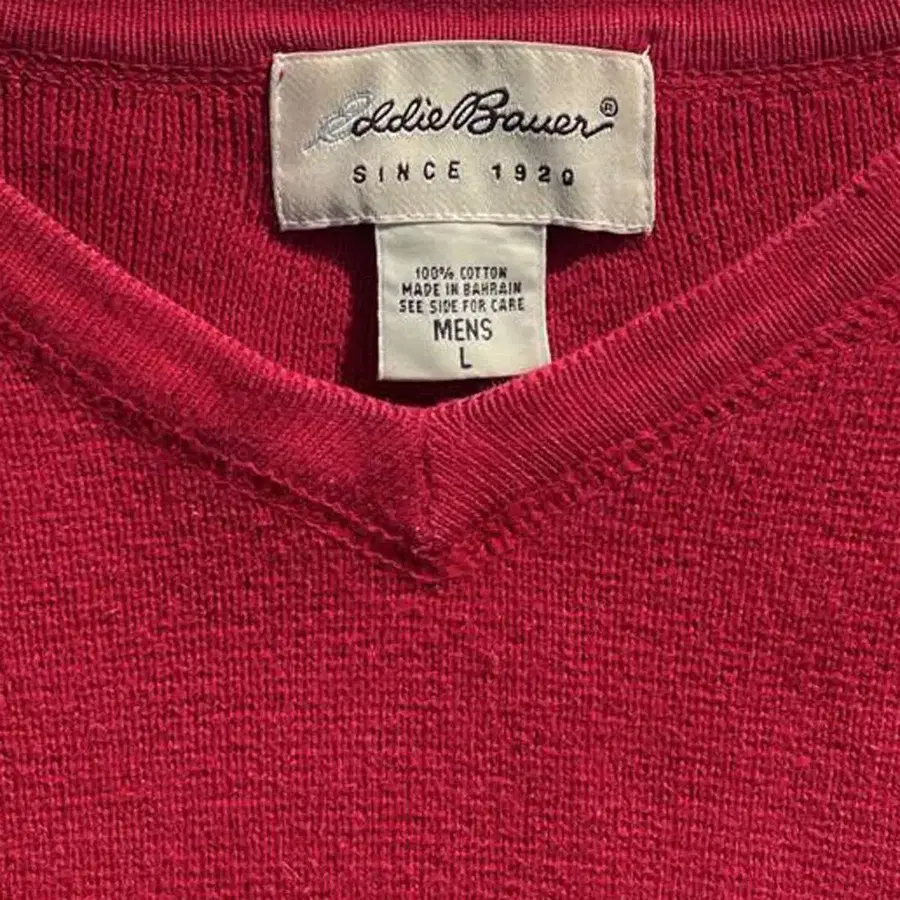 Eddie Bauer®
SINCE 1920
100% COTTON
MADE IN BAHRAIN
SEE SIDE FOR CARE
MENS
L